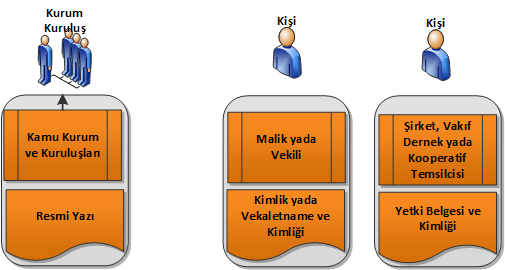 Kurum
Kuruluş
Kamu Kurum
ve Kuruluşları
Resmi Yazı
Kişi
Malik yada
Vekili
Kimlik yada
Vekaletname ve
Kimliği
Kişi
Şirket, Vakıf
Dernek yada
Kooperatif
Temsilcisi
Yetki Belgesi ve
Kimliği